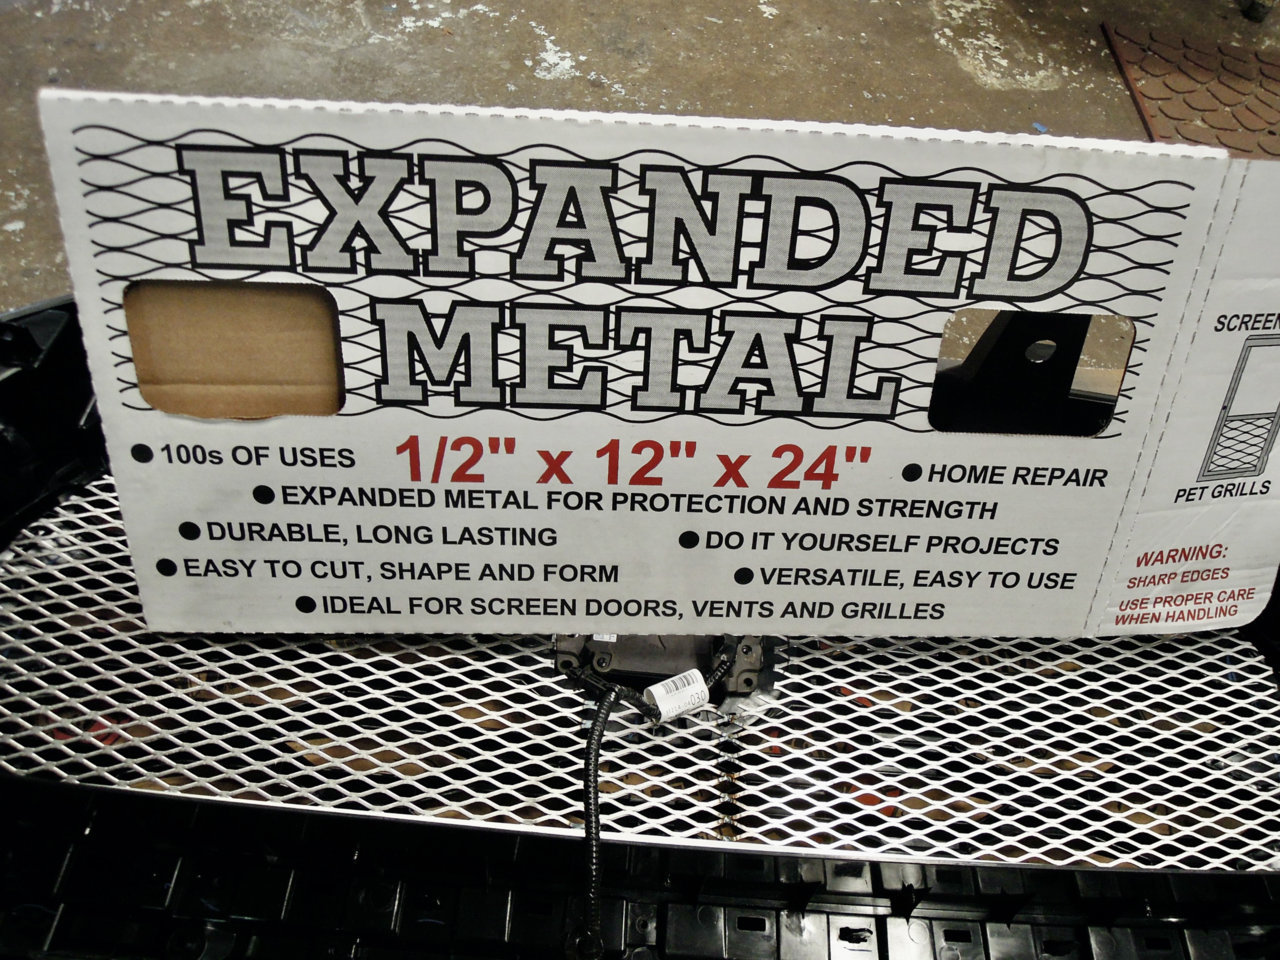 EXPANDED
METAL
100s OF USES
1/2" x 12" x 24"
HOME REPAIR
EXPANDED METAL FOR PROTECTION AND STRENGTH
DURABLE, LONG LASTING
DO IT YOURSELF PROJECTS
EASY TO CUT, SHAPE AND FORM
VERSATILE, EASY TO USE
IDEAL FOR SCREEN DOORS, VENTS AND GRILLES
SCREEN
PET GRILLS
WARNING:
SHARP EDGES
USE PROPER CARE
WHEN HANDLING
030